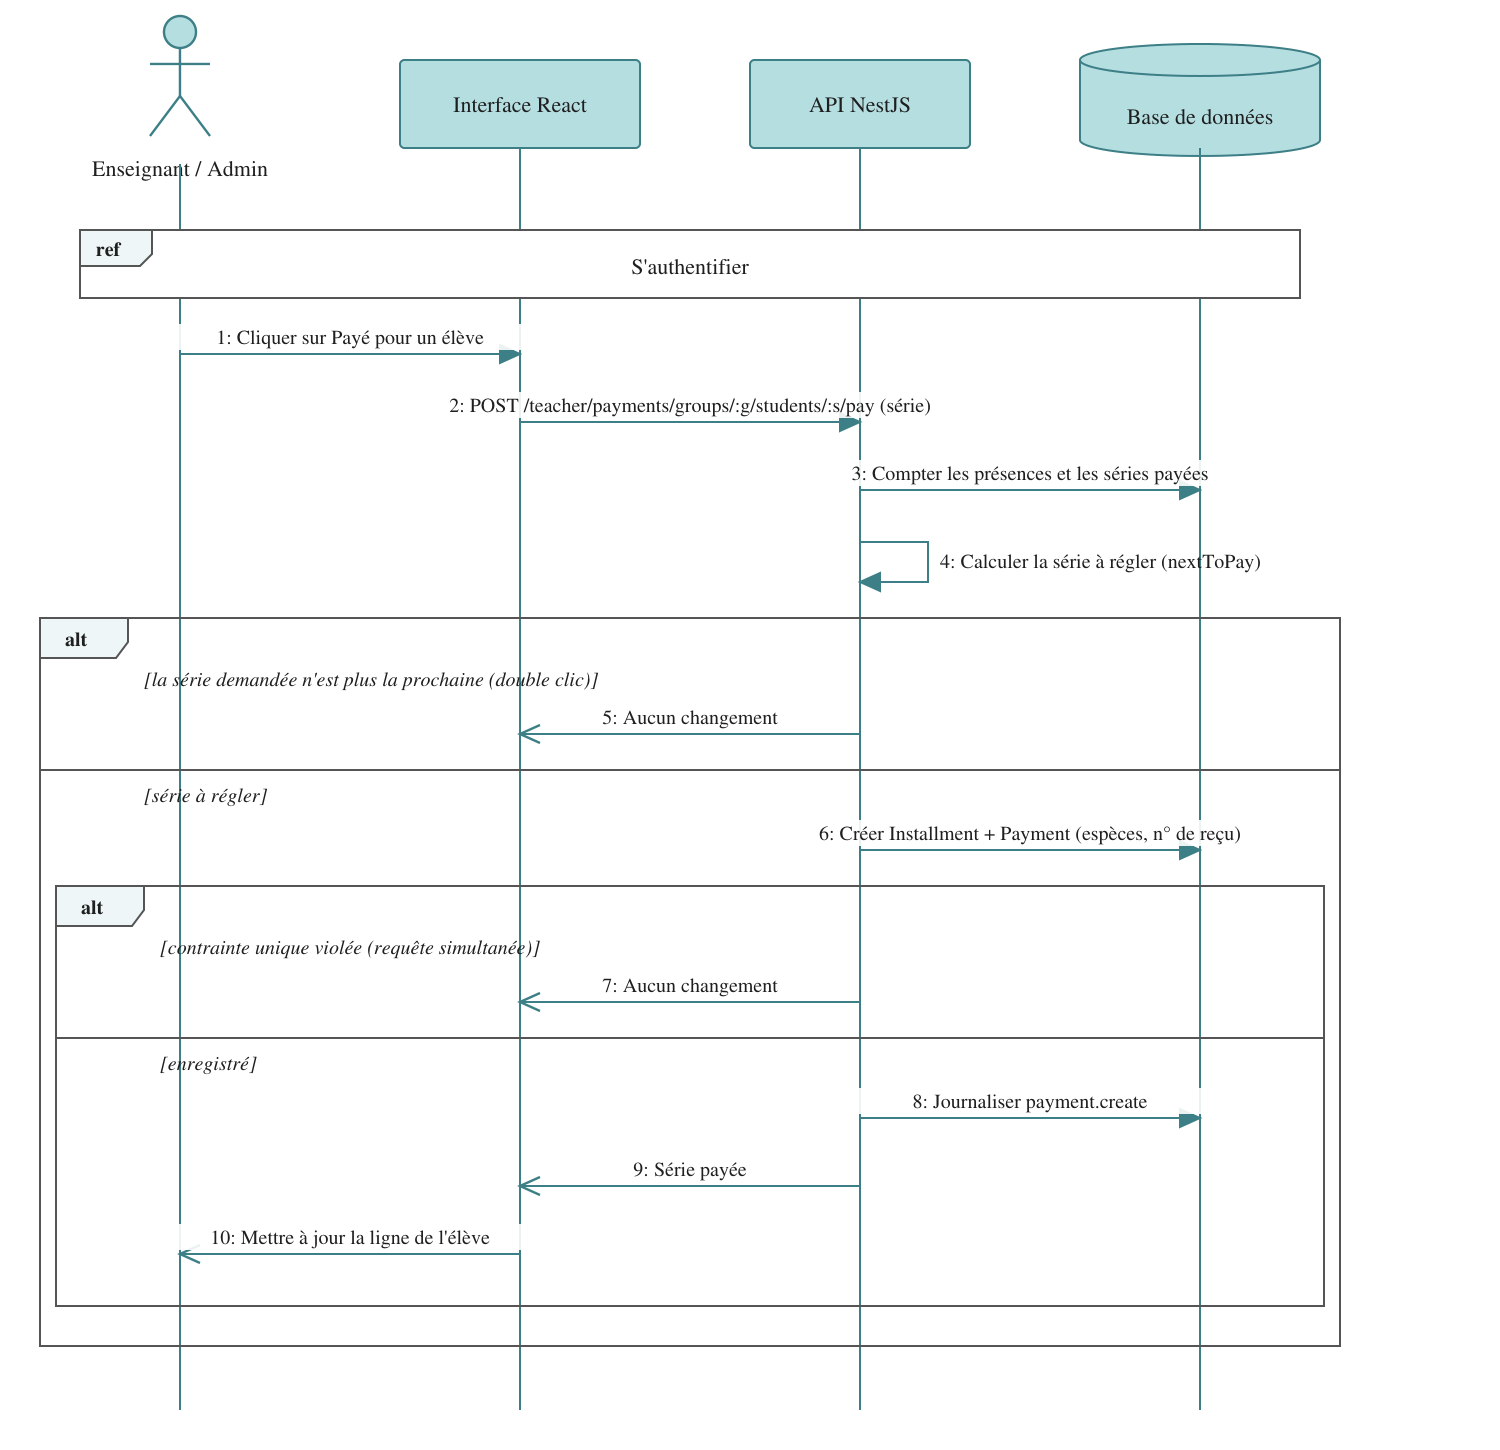 Interface React
API NestJS
Base de données
Enseignant / Admin
ref
S'authentifier
1: Cliquer sur Payé pour un élève
2: POST /teacher/payments/groups/:g/students/:s/pay (série)
3: Compter les présences et les séries payées
4: Calculer la série à régler (nextToPay)
alt
[la série demandée n'est plus la prochaine (double clic)]
5: Aucun changement
[série à régler]
6: Créer Installment + Payment (espèces, n° de reçu)
alt
[contrainte unique violée (requête simultanée)]
7: Aucun changement
[enregistré]
8: Journaliser payment.create
9: Série payée
10: Mettre à jour la ligne de l'élève